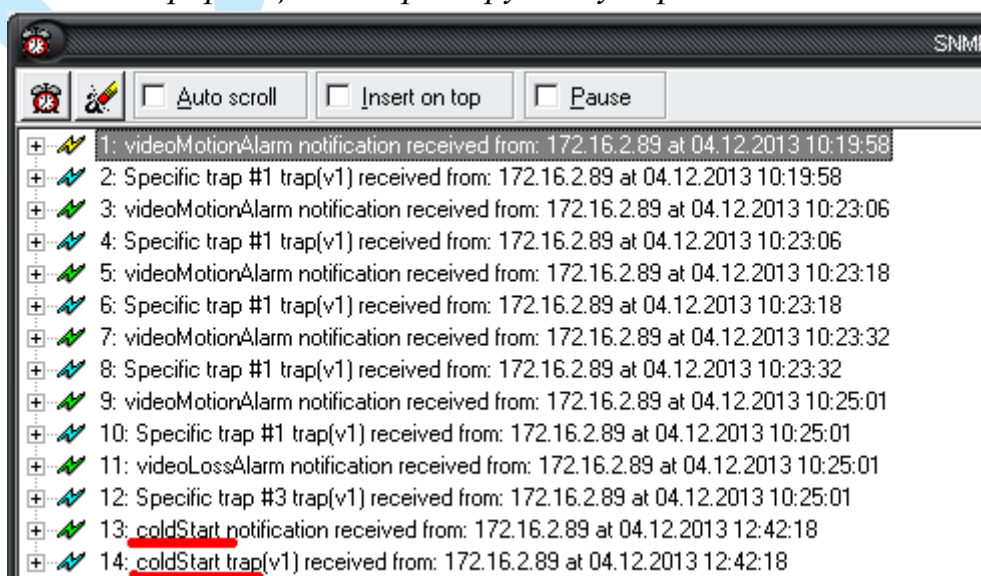 SNM
Auto scroll Insert on top Pause
1: videoMotionAlarm notification received from: 172.16.2.89 at 04.12.2013 10:19:58
2: Specific trap #1 trap(v1) received from: 172.16.2.89 at 04.12.2013 10:19:58
3: videoMotionAlarm notification received from: 172.16.2.89 at 04.12.2013 10:23:06
4: Specific trap #1 trap(v1) received from: 172.16.2.89 at 04.12.2013 10:23:06
5: videoMotionAlarm notification received from: 172.16.2.89 at 04.12.2013 10:23:18
6: Specific trap #1 trap(v1) received from: 172.16.2.89 at 04.12.2013 10:23:18
7: videoMotionAlarm notification received from: 172.16.2.89 at 04.12.2013 10:23:32
8: Specific trap #1 trap(v1) received from: 172.16.2.89 at 04.12.2013 10:23:32
9: videoMotionAlarm notification received from: 172.16.2.89 at 04.12.2013 10:25:01
10: Specific trap #1 trap(v1) received from: 172.16.2.89 at 04.12.2013 10:25:01
11: videoLossAlarm notification received from: 172.16.2.89 at 04.12.2013 10:25:01
12: Specific trap #3 trap(v1) received from: 172.16.2.89 at 04.12.2013 10:25:01
13: coldStart notification received from: 172.16.2.89 at 04.12.2013 12:42:18
14: coldStart trap(v1) received from: 172.16.2.89 at 04.12.2013 12:42:18